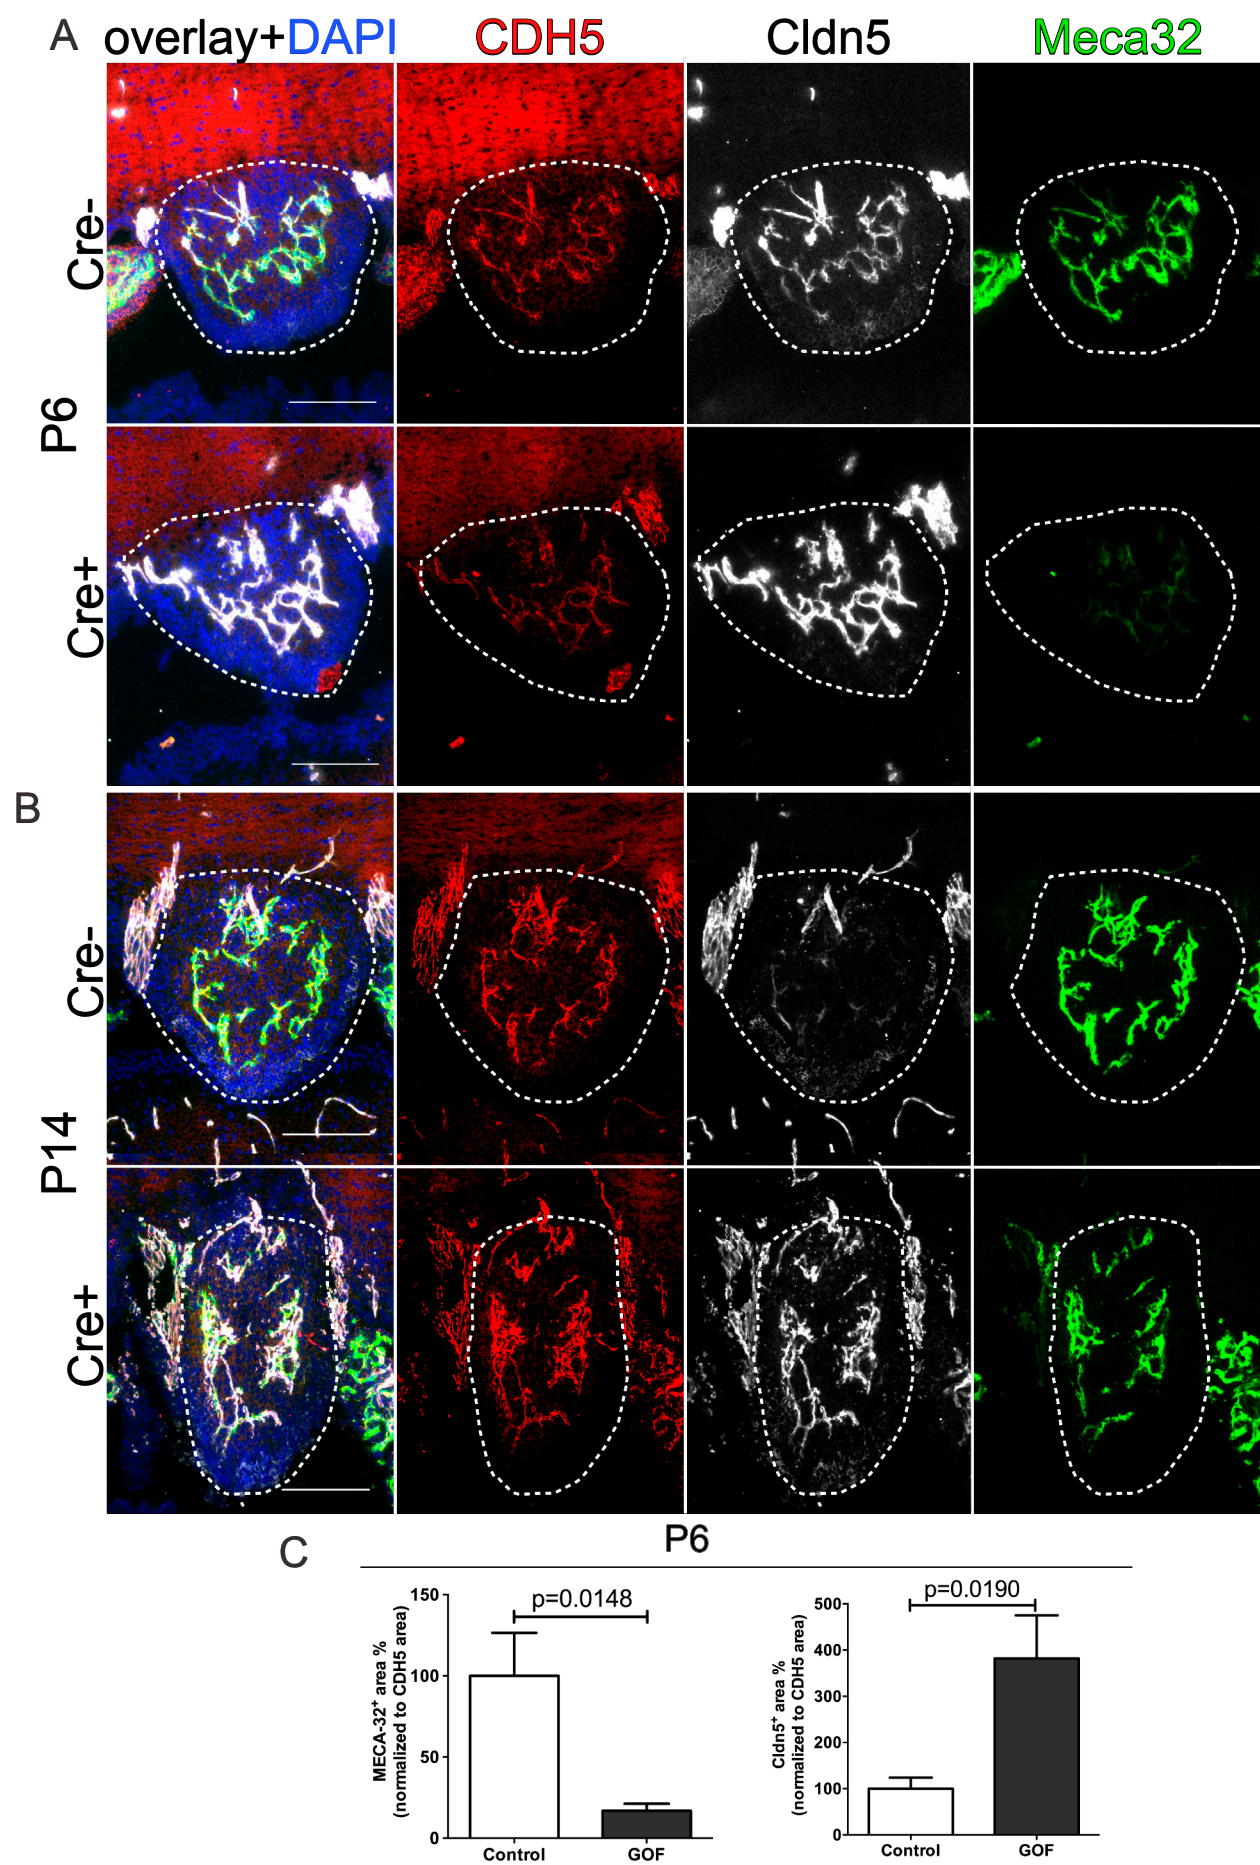 A overlay+DAPI CDH5 Cldn5 Meca32
Cre-
P6
Cre+
B
Cre-
P14
Cre+
C
P6
p=0.0148
150
100
50
0
MECA-32⁺ area %
(normalized to CDH5 area)
Control GOF
p=0.0190
500
400
300
200
100
0
Cldn5⁺ area %
(normalized to CDH5 area)
Control GOF